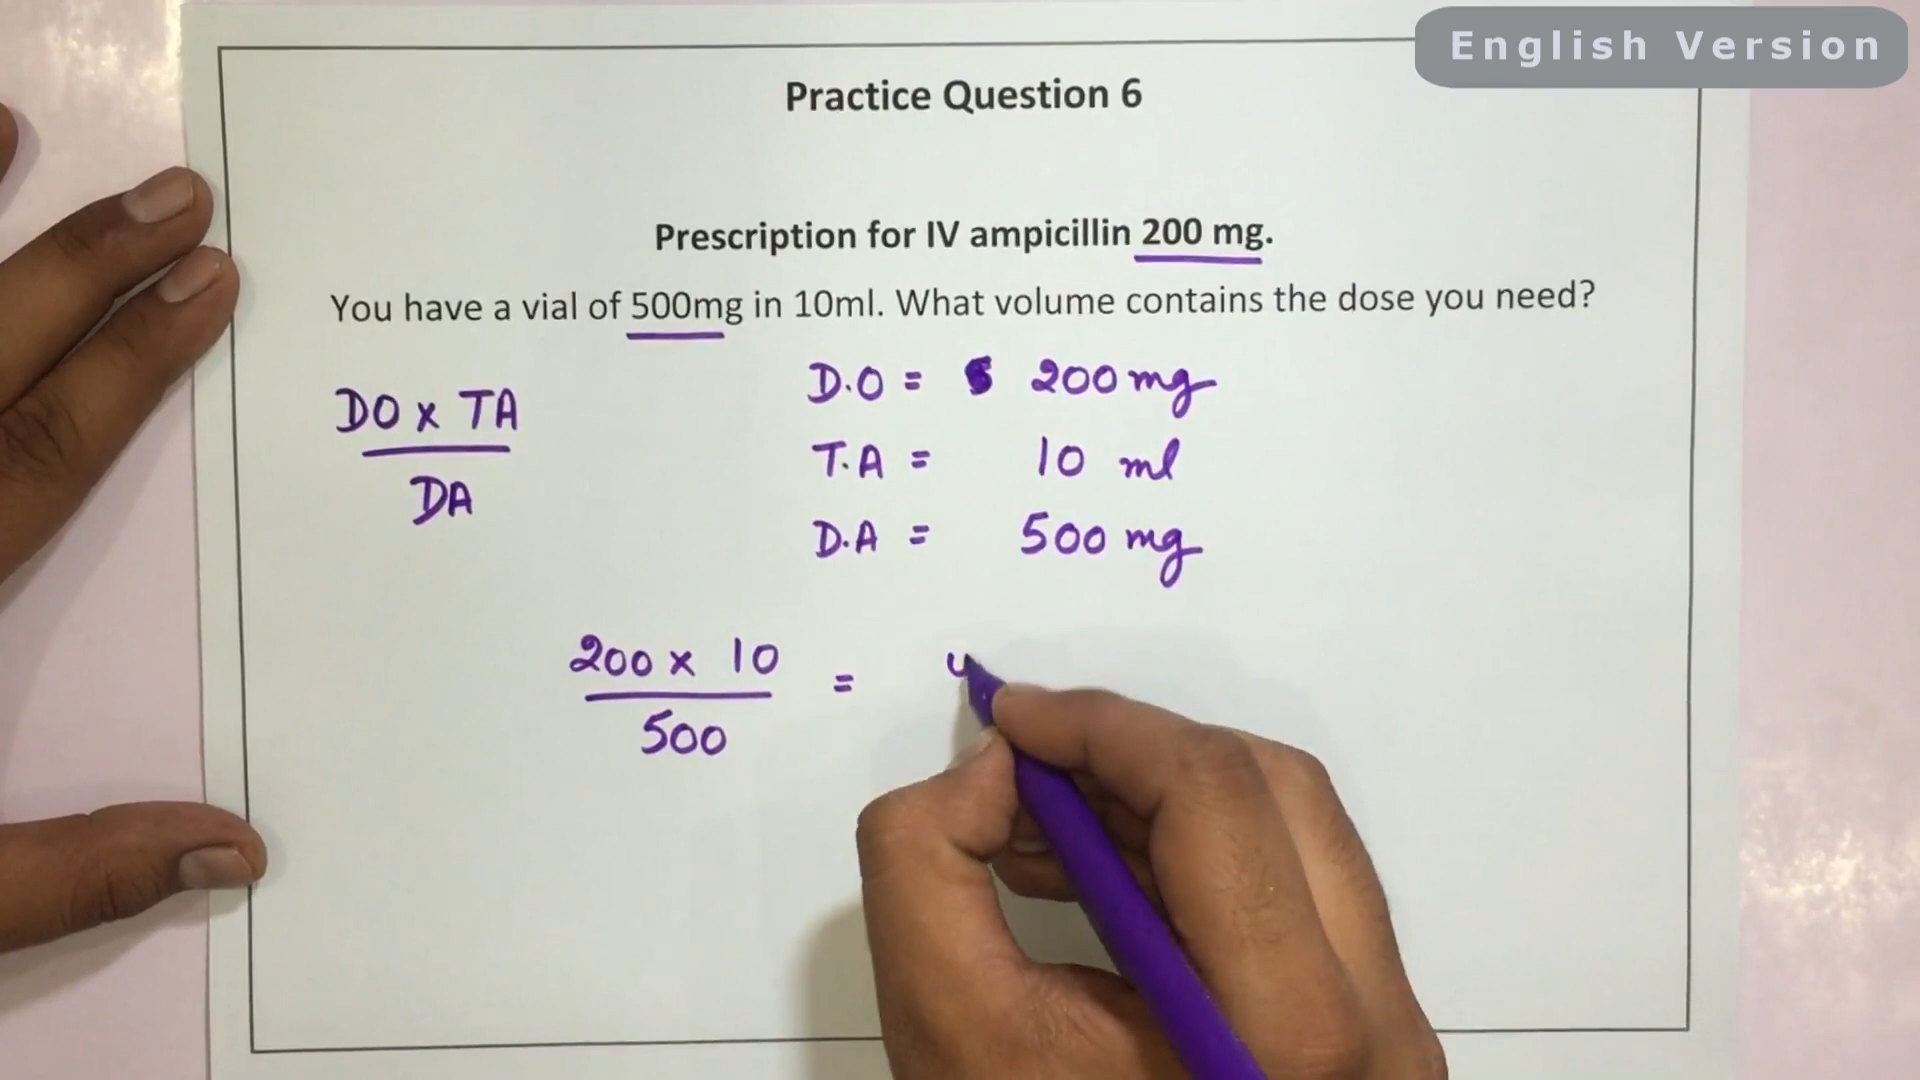 English Version
Practice Question 6
Prescription for IV ampicillin 200 mg.
You have a vial of 500mg in 10ml. What volume contains the dose you need?
DO x TA
DA
D.O = 200 mg
T.A = 10 ml
D.A = 500 mg
200 x 10 =
500